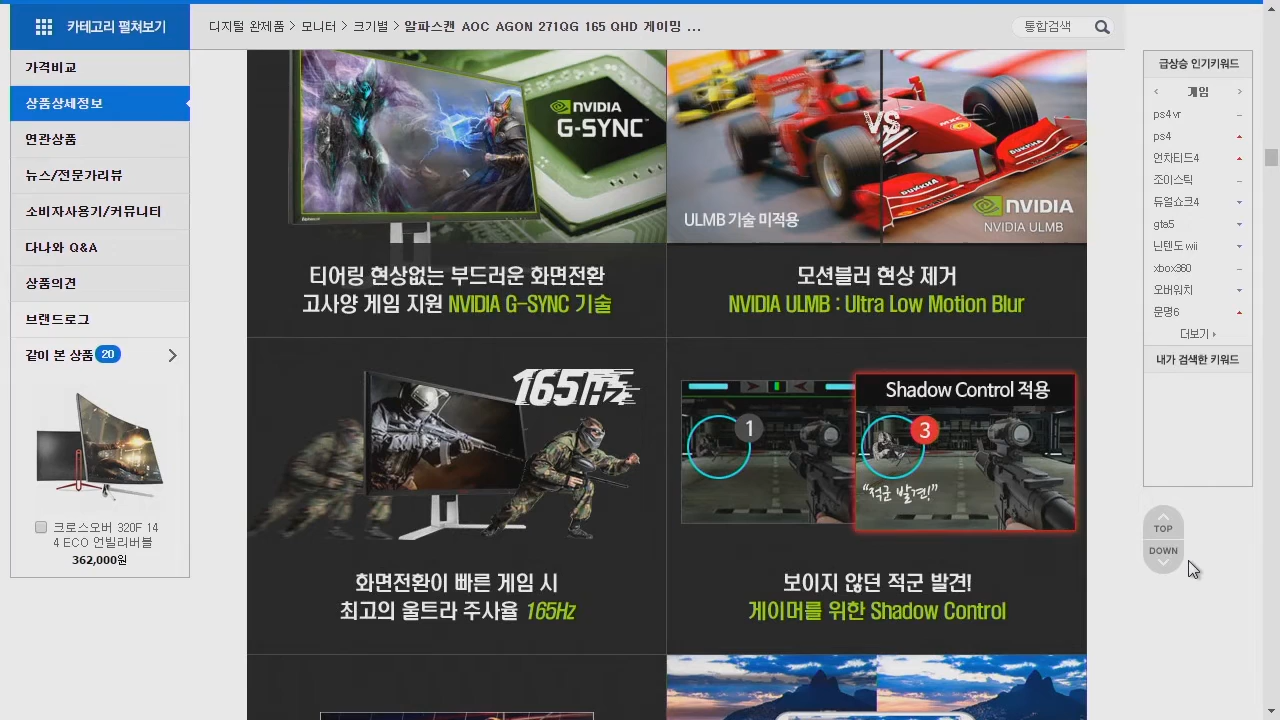 카테고리 펼쳐보기
디지털 완제품 > 모니터 > 크기별 > 알파스캔 AOC AGON 271QG 165 QHD 게이밍 ...
통합검색
가격비교
상품상세정보
연관상품
뉴스/전문가리뷰
소비자사용기/커뮤니티
다나와 Q&A
상품의견
브랜드로그
같이 본 상품 20
크로스오버 320F 14
4 ECO 언빌리버블
362,000원
NVIDIA
G-SYNC™
티어링 현상없는 부드러운 화면전환
고사양 게임 지원 NVIDIA G-SYNC 기술
VS
ULMB 기술 미적용
NVIDIA
NVIDIA ULMB
모션블러 현상 제거
NVIDIA ULMB : Ultra Low Motion Blur
165Hz
화면전환이 빠른 게임 시
최고의 울트라 주사율 165Hz
Shadow Control 적용
1
3
"적군 발견!"
보이지 않던 적군 발견!
게이머를 위한 Shadow Control
급상승 인기키워드
게임
ps4 vr
ps4
언차티드4
조이스틱
듀얼쇼크4
gta5
닌텐도 wii
xbox360
오버워치
문명6
더보기
내가 검색한 키워드
TOP
DOWN